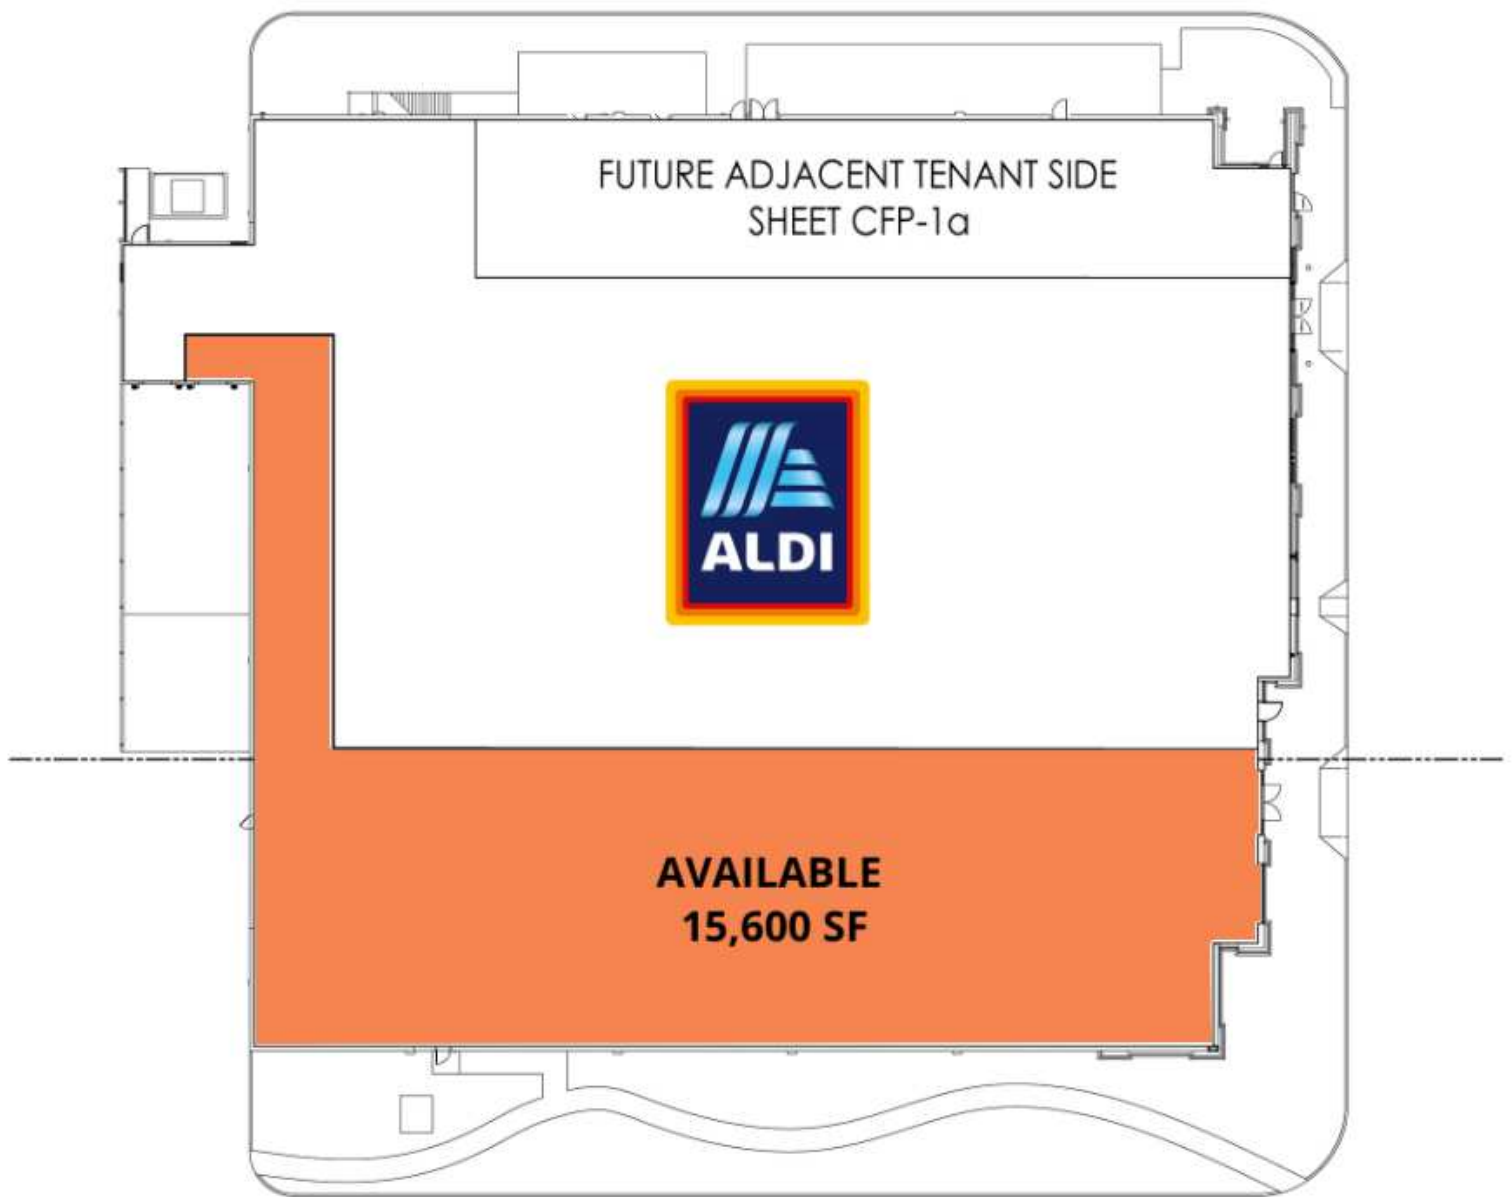 FUTURE ADJACENT TENANT SIDE
SHEET CFP-1a
ALDI
AVAILABLE
15,600 SF